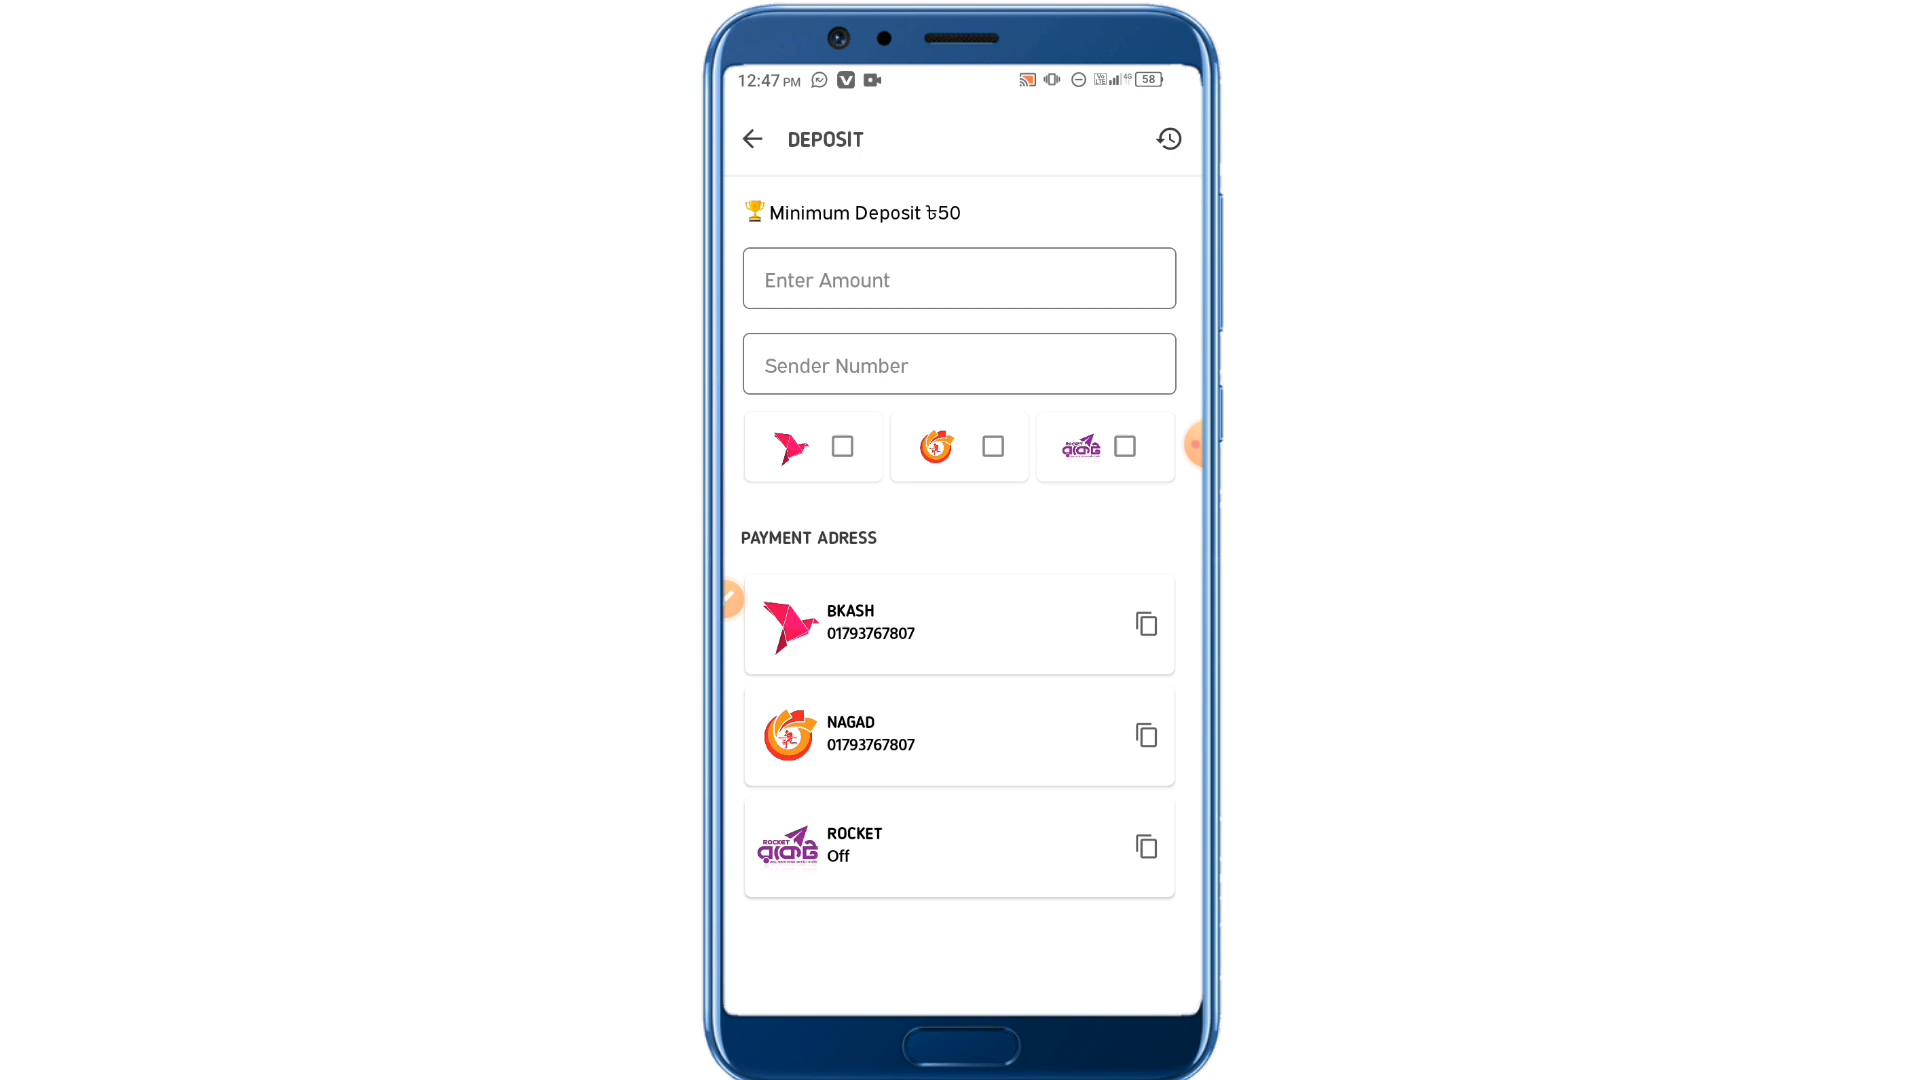 12:47 PM
58
DEPOSIT
🏆Minimum Deposit ৳50
Enter Amount
Sender Number
PAYMENT ADRESS
BKASH
01793767807
NAGAD
01793767807
ROCKET
Off